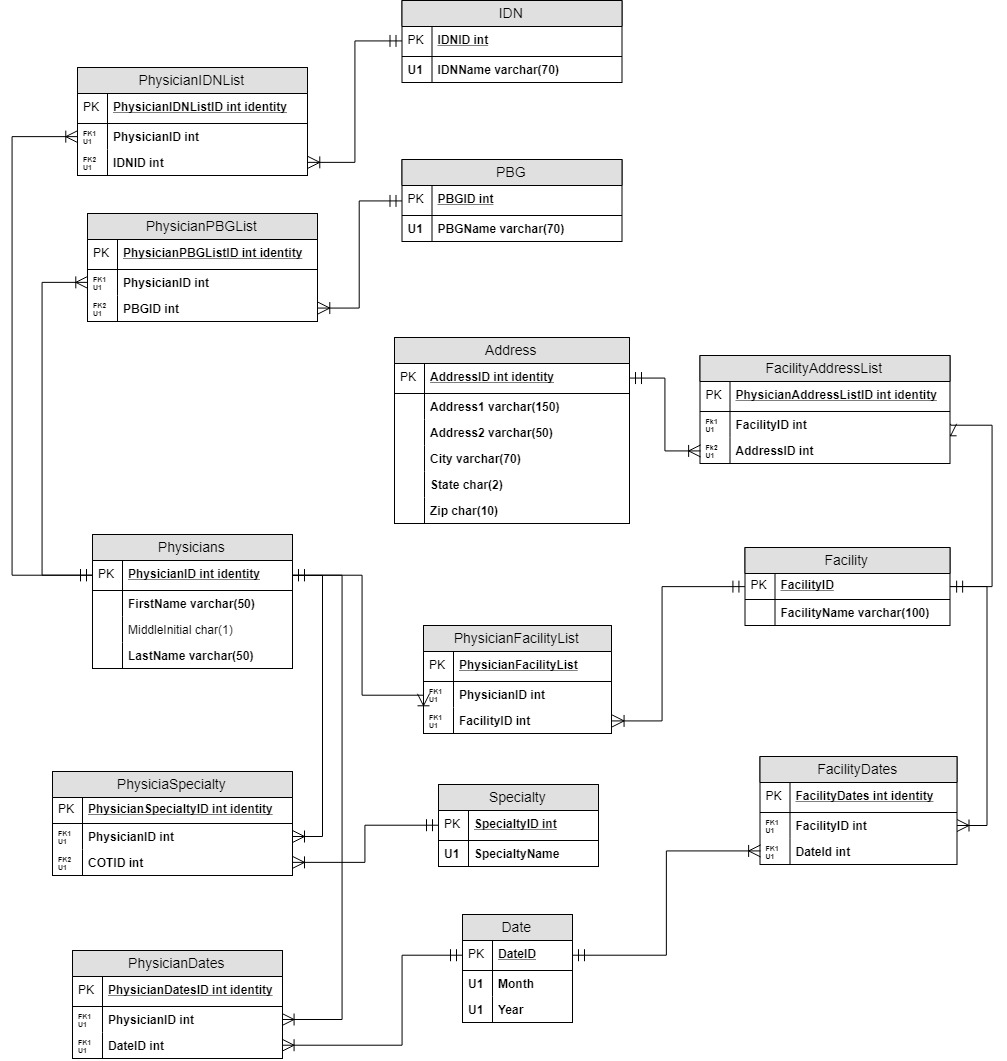 IDN
PK IDNID int
U1 IDNName varchar(70)
PhysicianIDNList
PK PhysicianIDNListID int identity
FK1 U1 PhysicianID int
FK2 U1 IDNID int
PBG
PK PBGID int
U1 PBGName varchar(70)
PhysicianPBGList
PK PhysicianPBGListID int identity
FK1 U1 PhysicianID int
FK2 U1 PBGID int
Address
PK AddressID int identity
Address1 varchar(150)
Address2 varchar(50)
City varchar(70)
State char(2)
Zip char(10)
FacilityAddressList
PK PhysicianAddressListID int identity
Fk1 U1 FacilityID int
Fk2 U1 AddressID int
Physicians
PK PhysicianID int identity
FirstName varchar(50)
MiddleInitial char(1)
LastName varchar(50)
Facility
PK FacilityID
FacilityName varchar(100)
PhysicianFacilityList
PK PhysicianFacilityList
FK1 U1 PhysicianID int
FK1 U1 FacilityID int
PhysiciaSpecialty
PK PhysicianSpecialtyID int identity
FK1 U1 PhysicianID int
FK2 U1 COTID int
Specialty
PK SpecialtyID int
U1 SpecialtyName
FacilityDates
PK FacilityDates int identity
FK1 U1 FacilityID int
FK1 U1 DateId int
Date
PK DateID
U1 Month
U1 Year
PhysicianDates
PK PhysicianDatesID int identity
FK1 U1 PhysicianID int
FK1 U1 DateID int